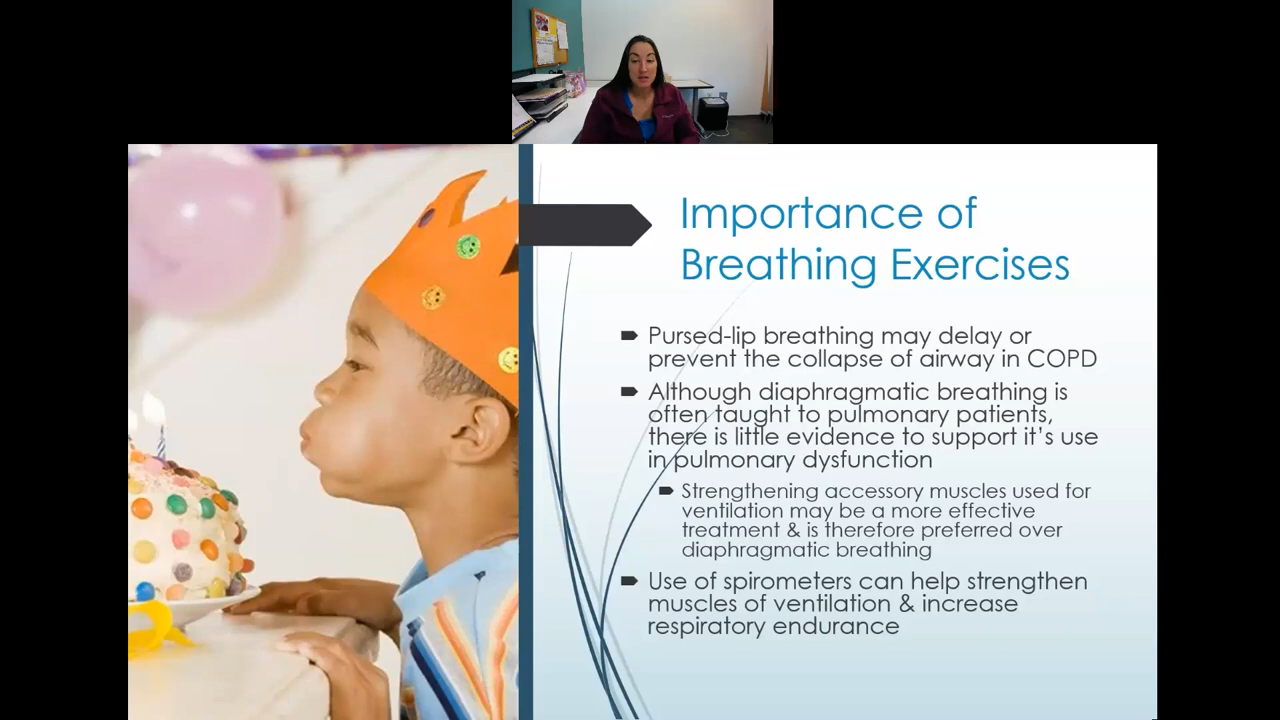 Importance of
Breathing Exercises
Pursed-lip breathing may delay or
prevent the collapse of airway in COPD
Although diaphragmatic breathing is
often taught to pulmonary patients,
there is little evidence to support it's use
in pulmonary dysfunction
Strengthening accessory muscles used for
ventilation may be a more effective
treatment & is therefore preferred over
diaphragmatic breathing
Use of spirometers can help strengthen
muscles of ventilation & increase
respiratory endurance